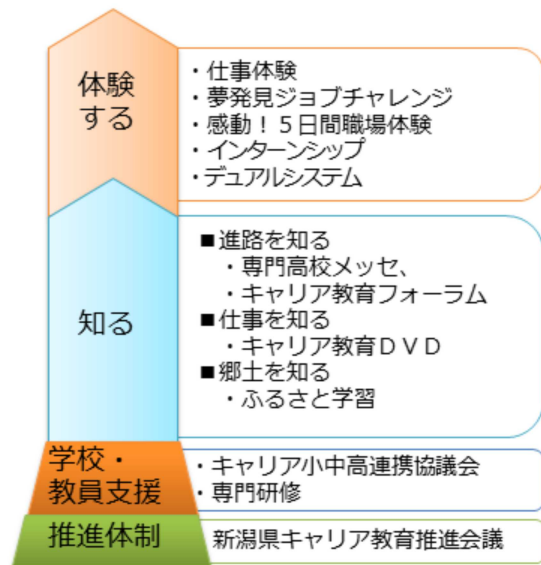 体験
する
・仕事体験
・夢発見ジョブチャレンジ
・感動！５日間職場体験
・インターンシップ
・デュアルシステム
知る
■進路を知る
・専門高校メッセ、
・キャリア教育フォーラム
■仕事を知る
・キャリア教育ＤＶＤ
■郷土を知る
・ふるさと学習
学校・
教員支援
・キャリア小中高連携協議会
・専門研修
推進体制
新潟県キャリア教育推進会議